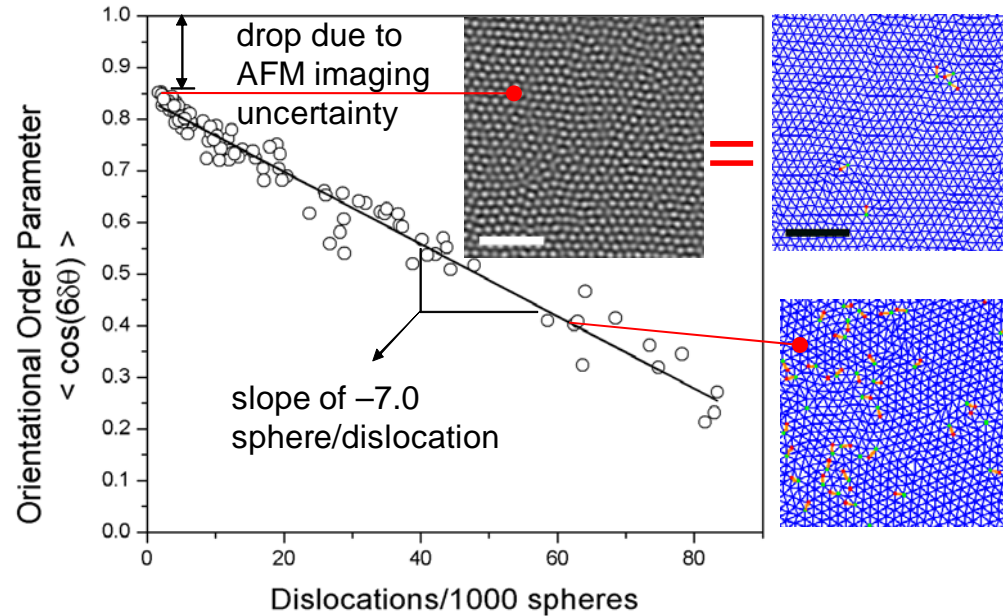 drop due to
AFM imaging
uncertainty
slope of –7.0
sphere/dislocation
Orientational Order Parameter
< cos(6δθ) >
1.0
0.9
0.8
0.7
0.6
0.5
0.4
0.3
0.2
0.1
0.0
0
20
40
60
80
Dislocations/1000 spheres